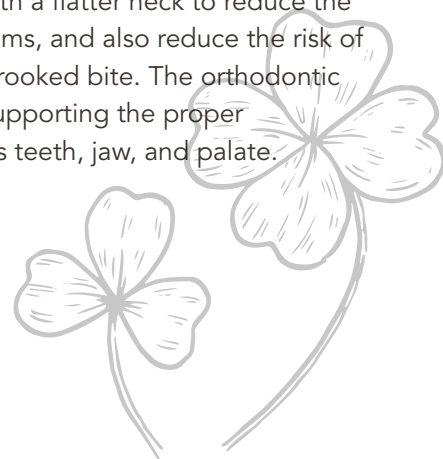 th a flatter neck to reduce the
ms, and also reduce the risk of
rooked bite. The orthodontic
upporting the proper
s teeth, jaw, and palate.